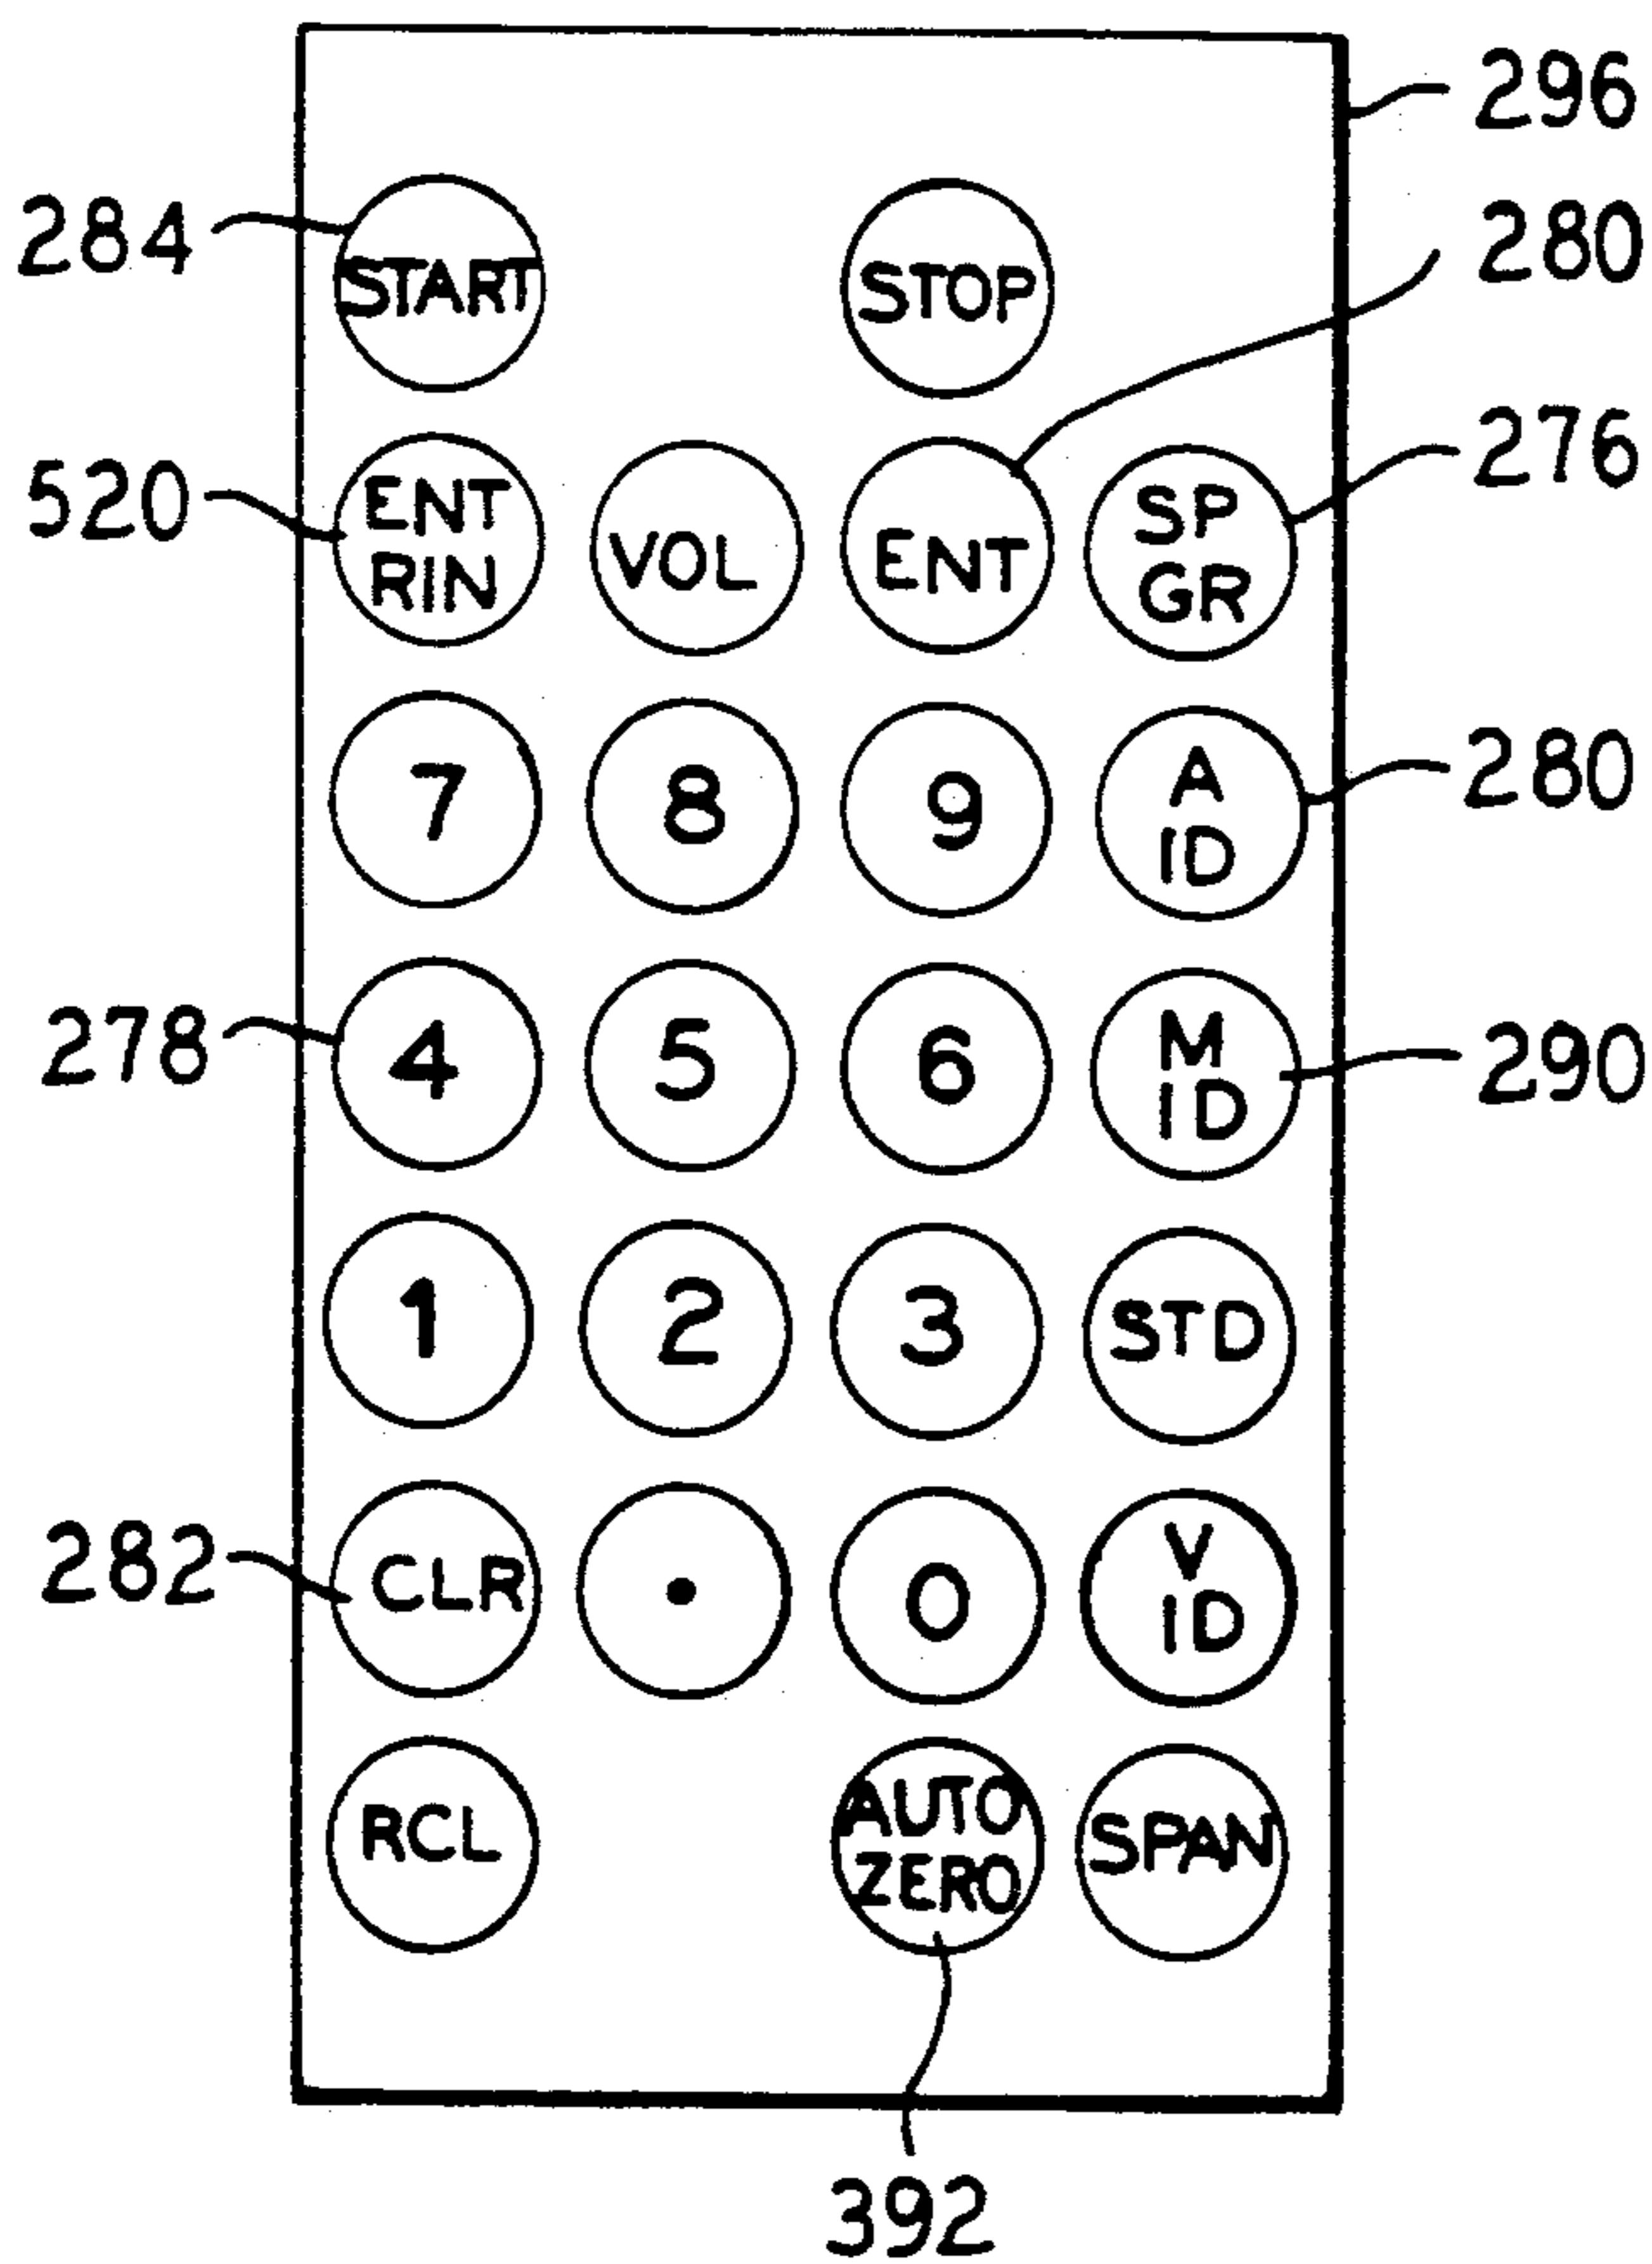 296
284
START
STOP
280
520
ENT
RIN
VOL
ENT
SP
GR
276
7
8
9
A
ID
280
278
4
5
6
M
ID
290
1
2
3
STD
282
CLR
.
0
V
ID
RCL
AUTO
ZERO
SPAN
392